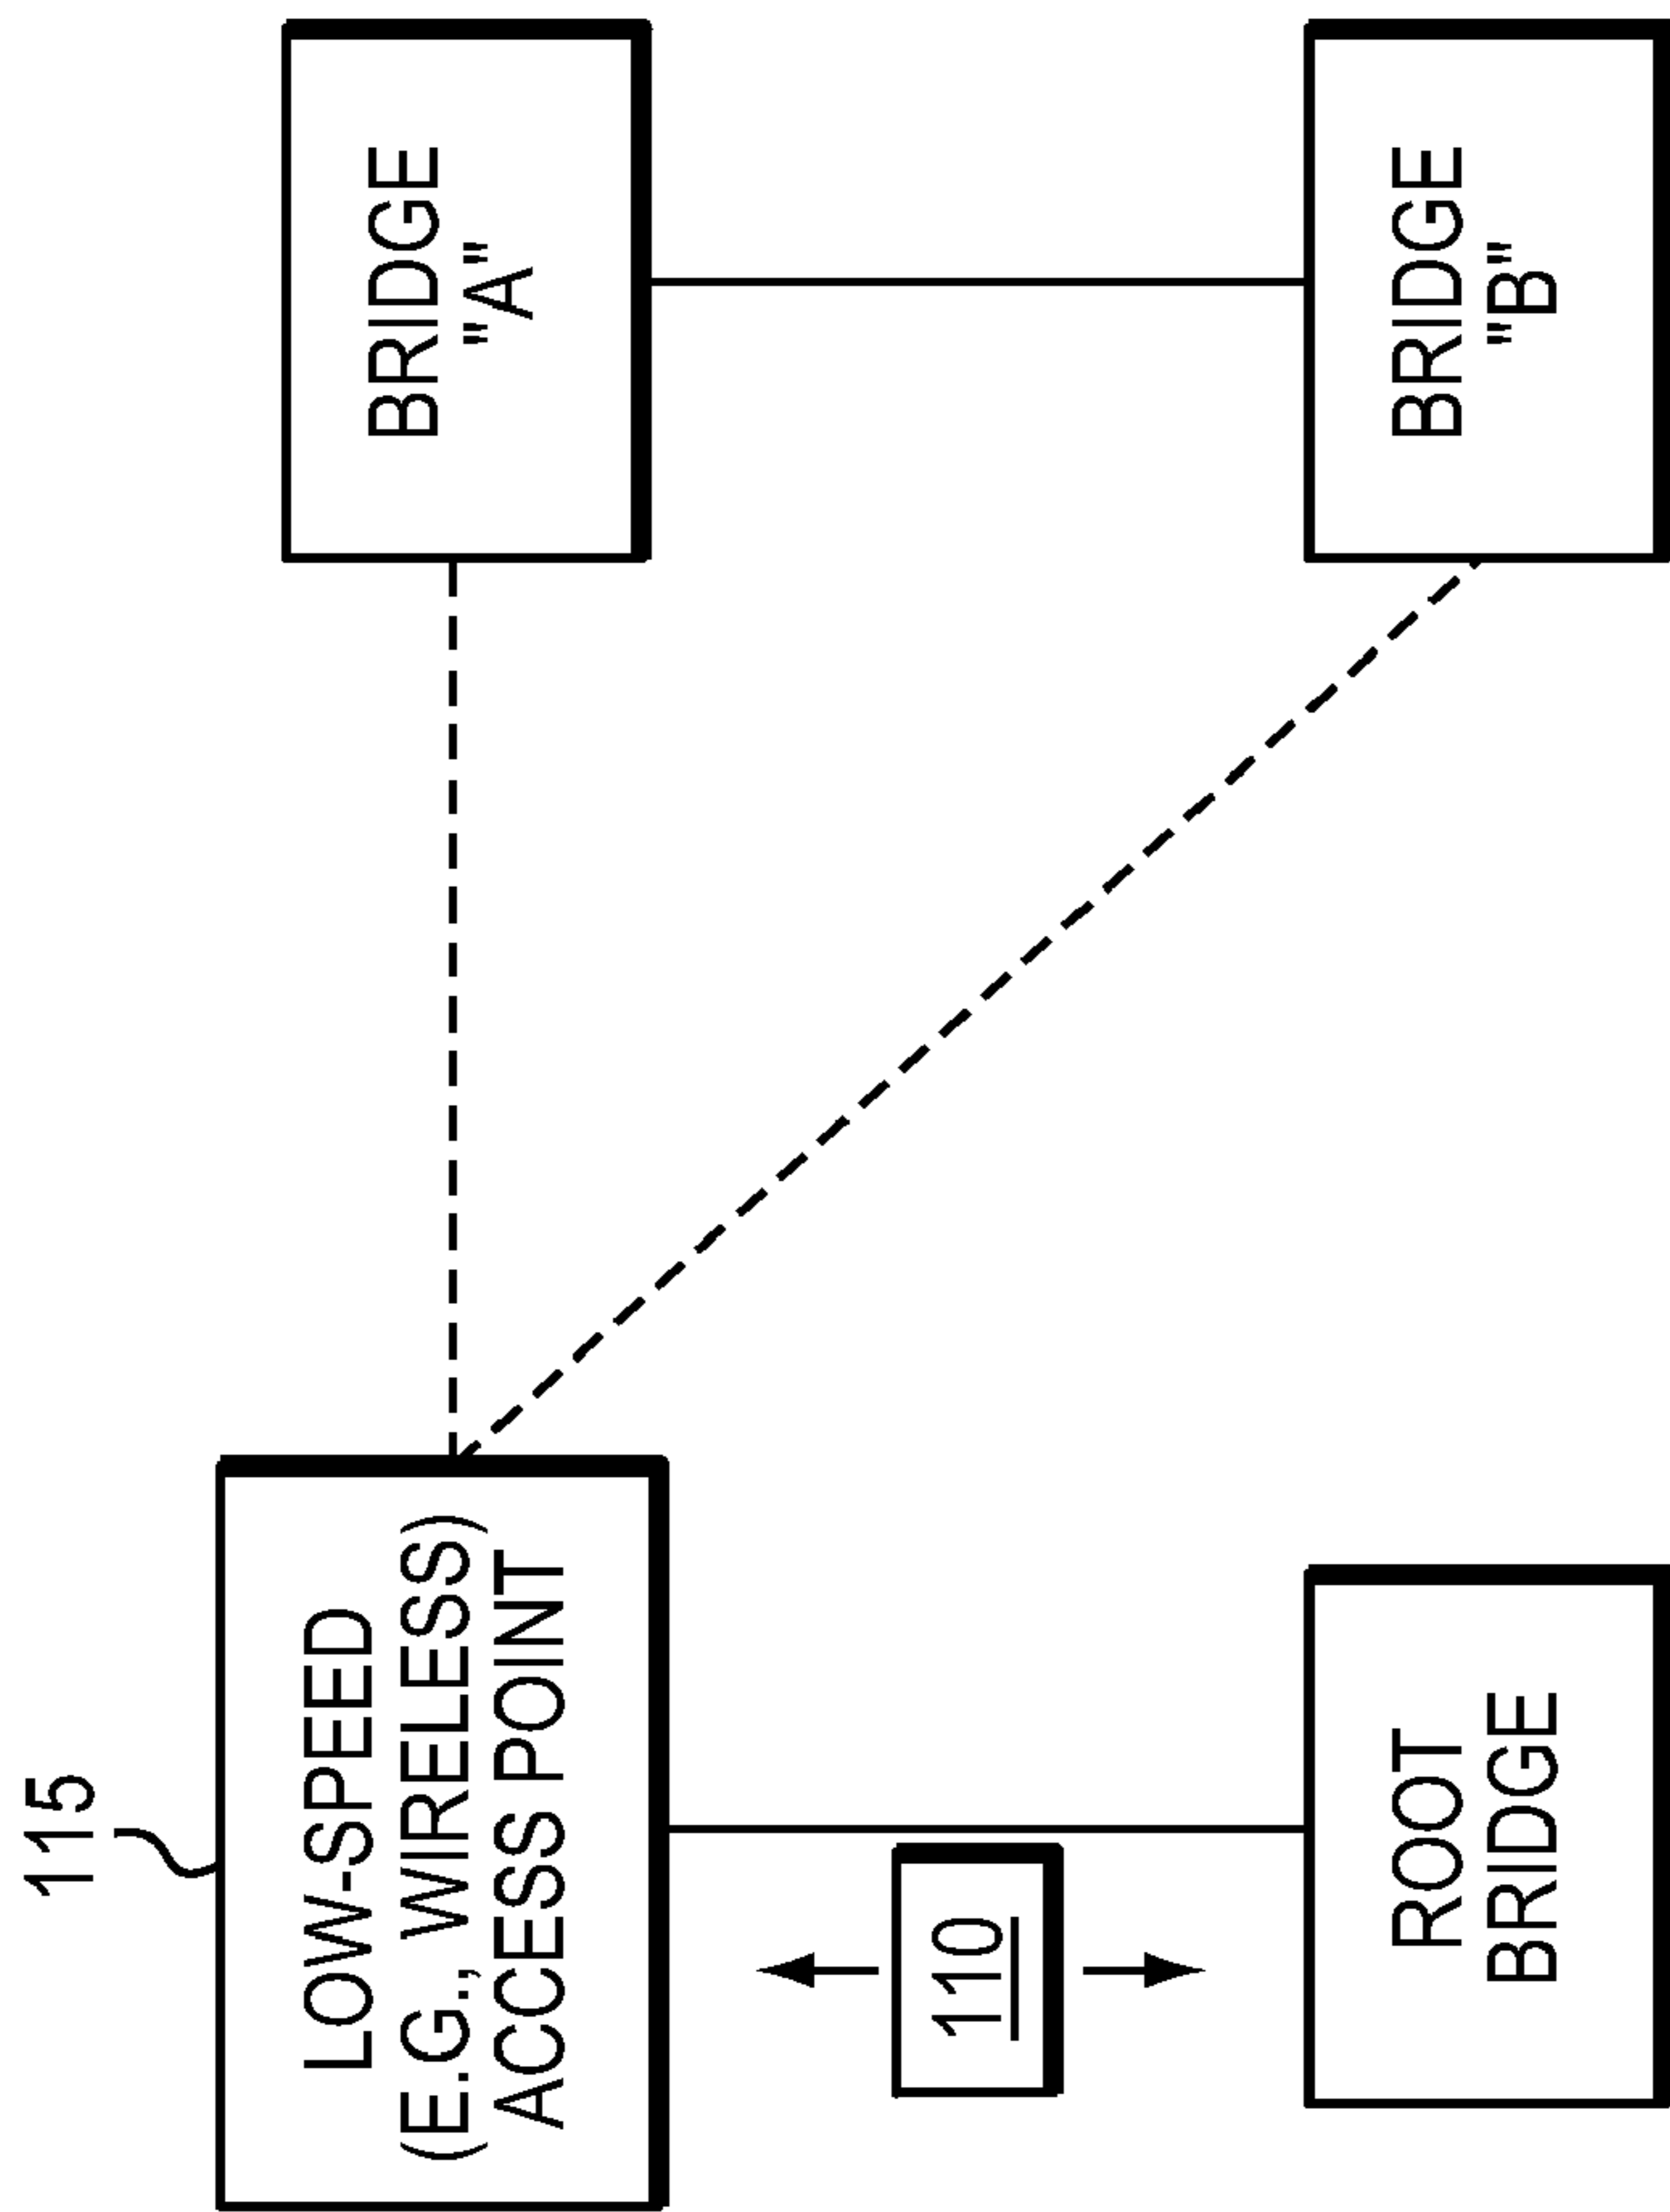 115
LOW-SPEED
(E.G., WIRELESS)
ACCESS POINT
BRIDGE
"A"
110
ROOT
BRIDGE
BRIDGE
"B"